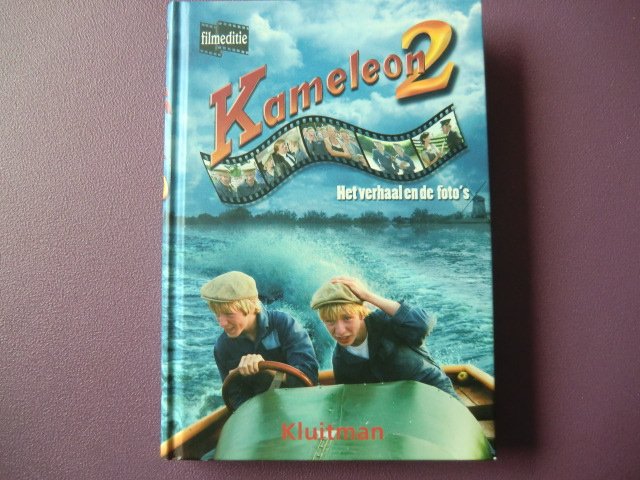 filmeditie
Kameleon 2
Het verhaal en de foto's
Kluitman